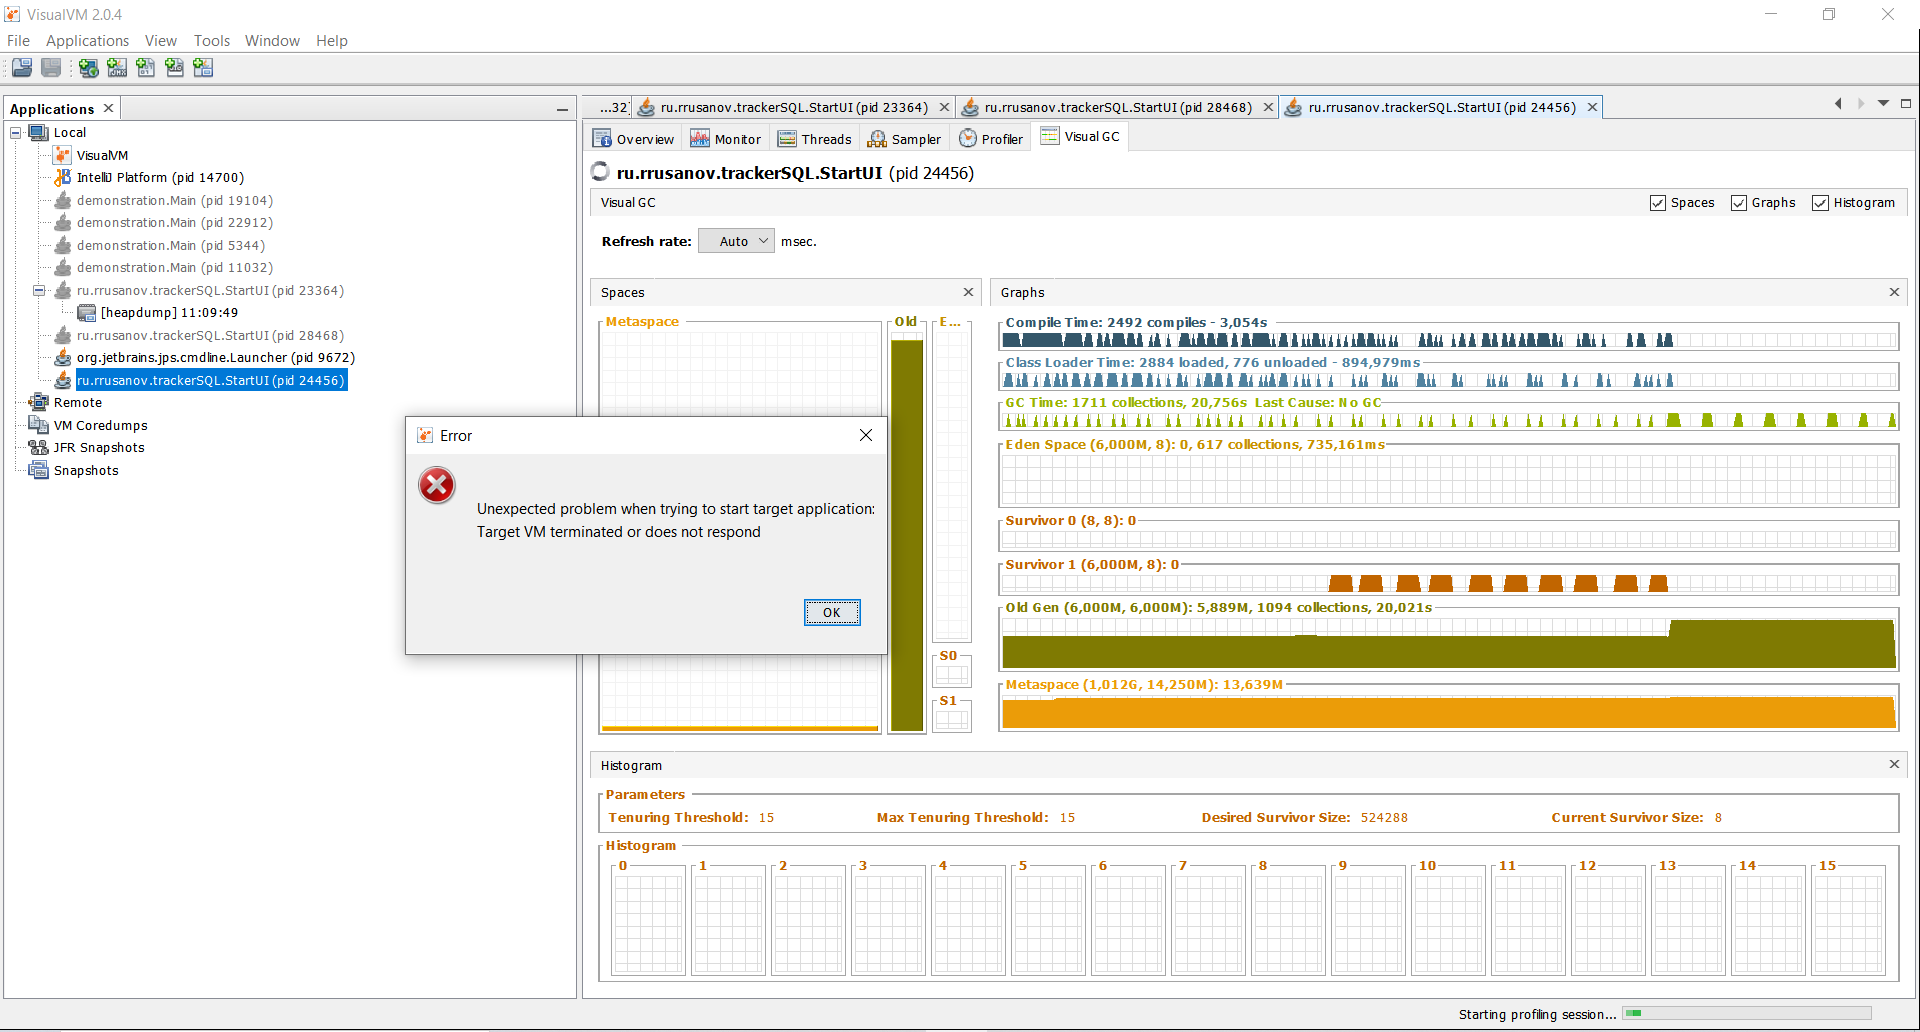 VisualVM 2.0.4
File Applications View Tools Window Help
Applications
Local
VisualVM
IntelliJ Platform (pid 14700)
demonstration.Main (pid 19104)
demonstration.Main (pid 22912)
demonstration.Main (pid 5344)
demonstration.Main (pid 11032)
ru.rrusanov.trackerSQL.StartUI (pid 23364)
[heapdump] 11:09:49
ru.rrusanov.trackerSQL.StartUI (pid 28468)
org.jetbrains.jps.cmdline.Launcher (pid 9672)
ru.rrusanov.trackerSQL.StartUI (pid 24456)
Remote
VM Coredumps
JFR Snapshots
Snapshots
...32) ru.rrusanov.trackerSQL.StartUI (pid 23364) ru.rrusanov.trackerSQL.StartUI (pid 28468) ru.rrusanov.trackerSQL.StartUI (pid 24456)
Overview Monitor Threads Sampler Profiler Visual GC
ru.rrusanov.trackerSQL.StartUI (pid 24456)
Visual GC Spaces Graphs Histogram
Refresh rate: Auto msec.
Spaces
Metaspace Old E...
S0
S1
Graphs
Compile Time: 2492 compiles - 3,054s
Class Loader Time: 2884 loaded, 776 unloaded - 894,979ms
GC Time: 1711 collections, 20,756s Last Cause: No GC
Eden Space (6,000M, 8): 0, 617 collections, 735,161ms
Survivor 0 (8, 8): 0
Survivor 1 (6,000M, 8): 0
Old Gen (6,000M, 6,000M): 5,889M, 1094 collections, 20,021s
Metaspace (1,012G, 14,250M): 13,639M
Error
Unexpected problem when trying to start target application:
Target VM terminated or does not respond
OK
Histogram
Parameters
Tenuring Threshold: 15 Max Tenuring Threshold: 15 Desired Survivor Size: 524288 Current Survivor Size: 8
Histogram
0 1 2 3 4 5 6 7 8 9 10 11 12 13 14 15
Starting profiling session...